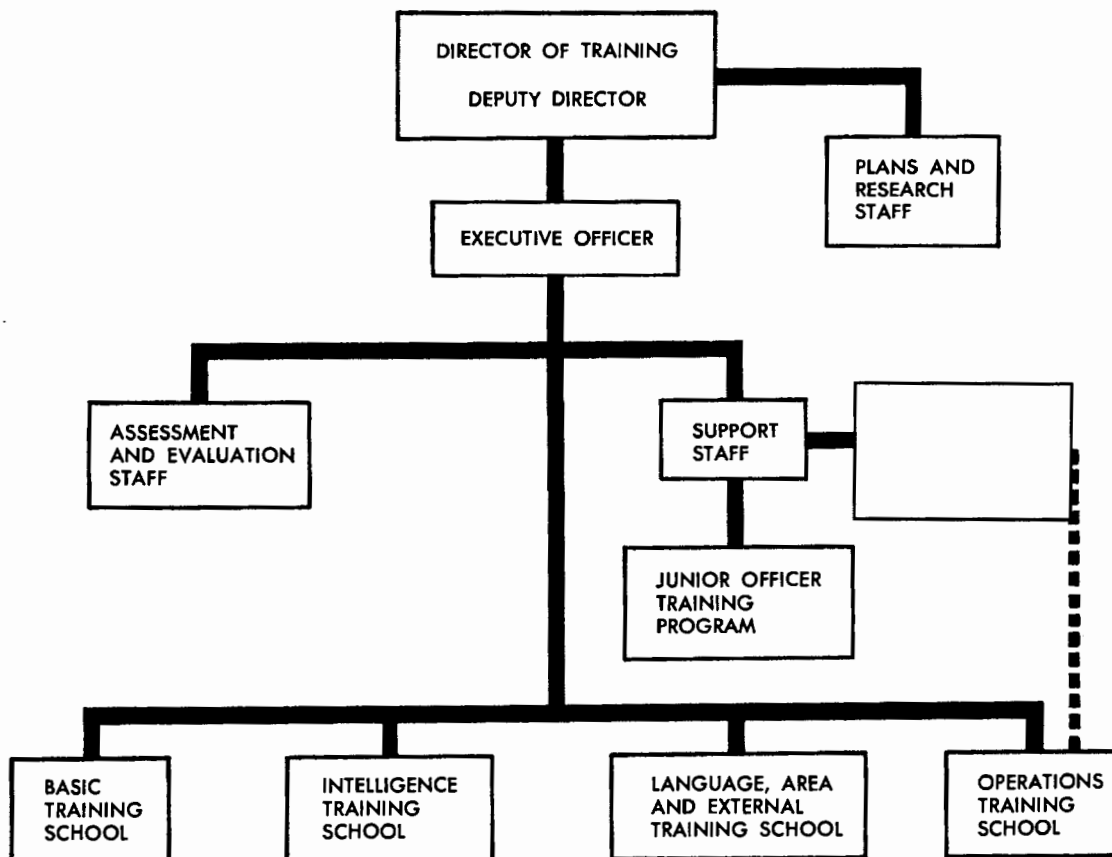 DIRECTOR OF TRAINING
DEPUTY DIRECTOR
PLANS AND
RESEARCH
STAFF
EXECUTIVE OFFICER
ASSESSMENT
AND EVALUATION
STAFF
SUPPORT
STAFF
JUNIOR OFFICER
TRAINING
PROGRAM
BASIC
TRAINING
SCHOOL
INTELLIGENCE
TRAINING
SCHOOL
LANGUAGE, AREA
AND EXTERNAL
TRAINING SCHOOL
OPERATIONS
TRAINING
SCHOOL